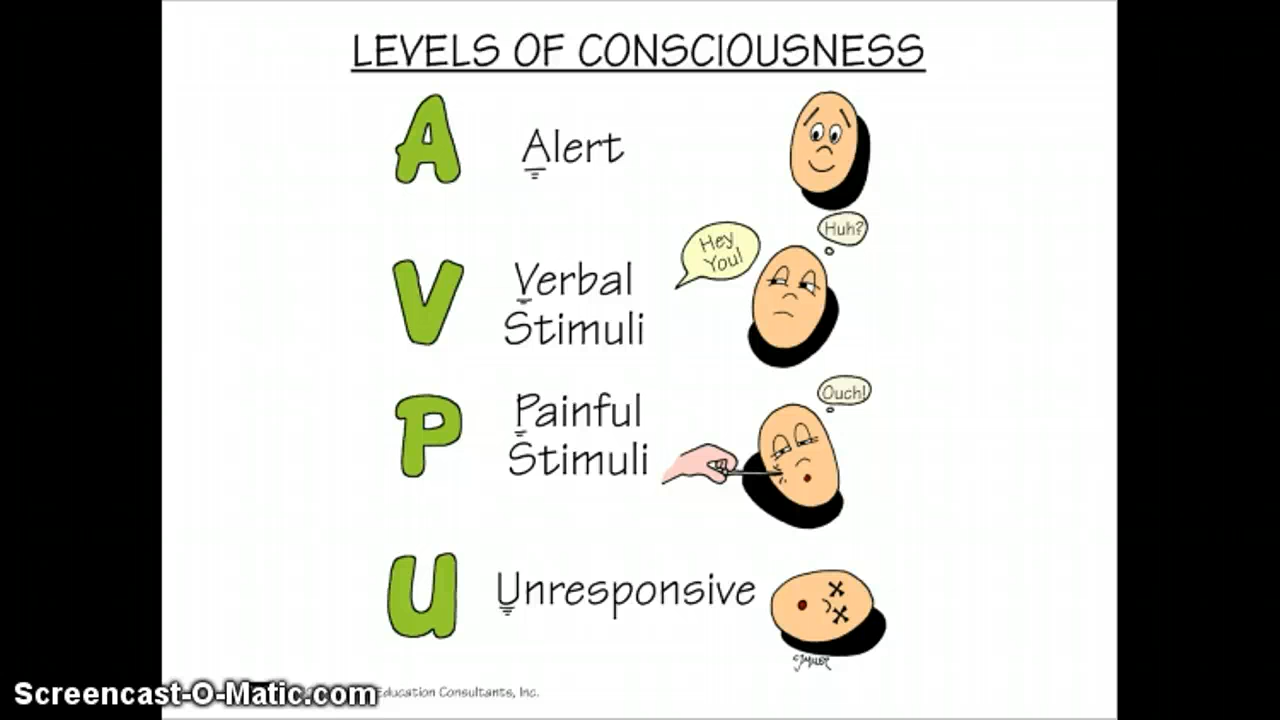 LEVELS OF CONSCIOUSNESS
A
Alert
Huh?
Hey
You!
V
Verbal
Stimuli
Ouch!
P
Painful
Stimuli
U
Unresponsive
CJMILLER
Screencast-O-Matic.com
Education Consultants, Inc.